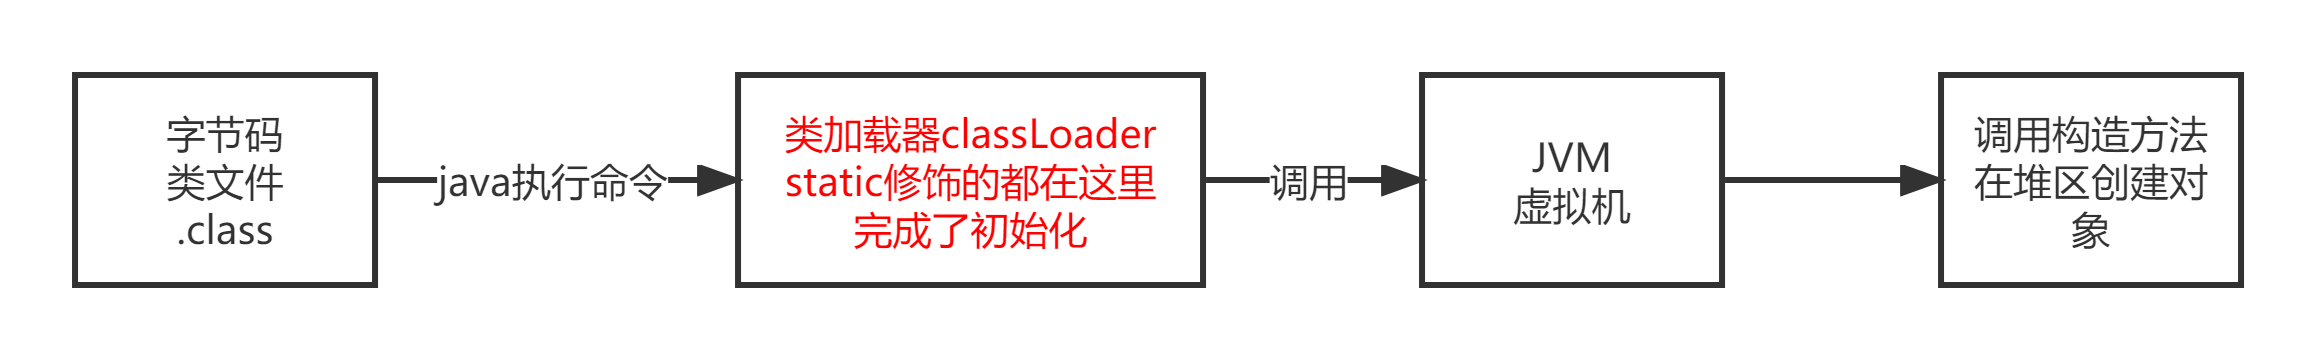 字节码
类文件
.class
java执行命令
类加载器classLoader
static修饰的都在这里
完成了初始化
调用
JVM
虚拟机
调用构造方法
在堆区创建对
象